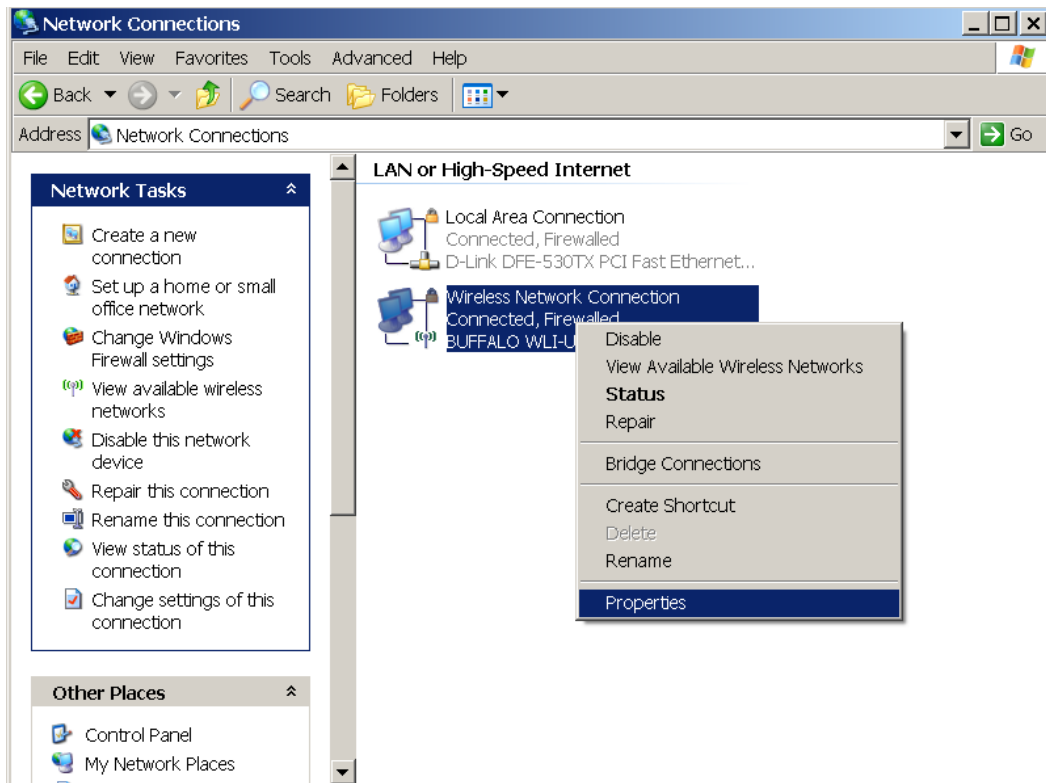 Network Connections
File Edit View Favorites Tools Advanced Help
Back Search Folders
Address Network Connections Go
Network Tasks
Create a new
connection
Set up a home or small
office network
Change Windows
Firewall settings
View available wireless
networks
Disable this network
device
Repair this connection
Rename this connection
View status of this
connection
Change settings of this
connection
Other Places
Control Panel
My Network Places
LAN or High-Speed Internet
Local Area Connection
Connected, Firewalled
D-Link DFE-530TX PCI Fast Ethernet...
Wireless Network Connection
Connected, Firewalled
BUFFALO WLI-U
Disable
View Available Wireless Networks
Status
Repair
Bridge Connections
Create Shortcut
Delete
Rename
Properties